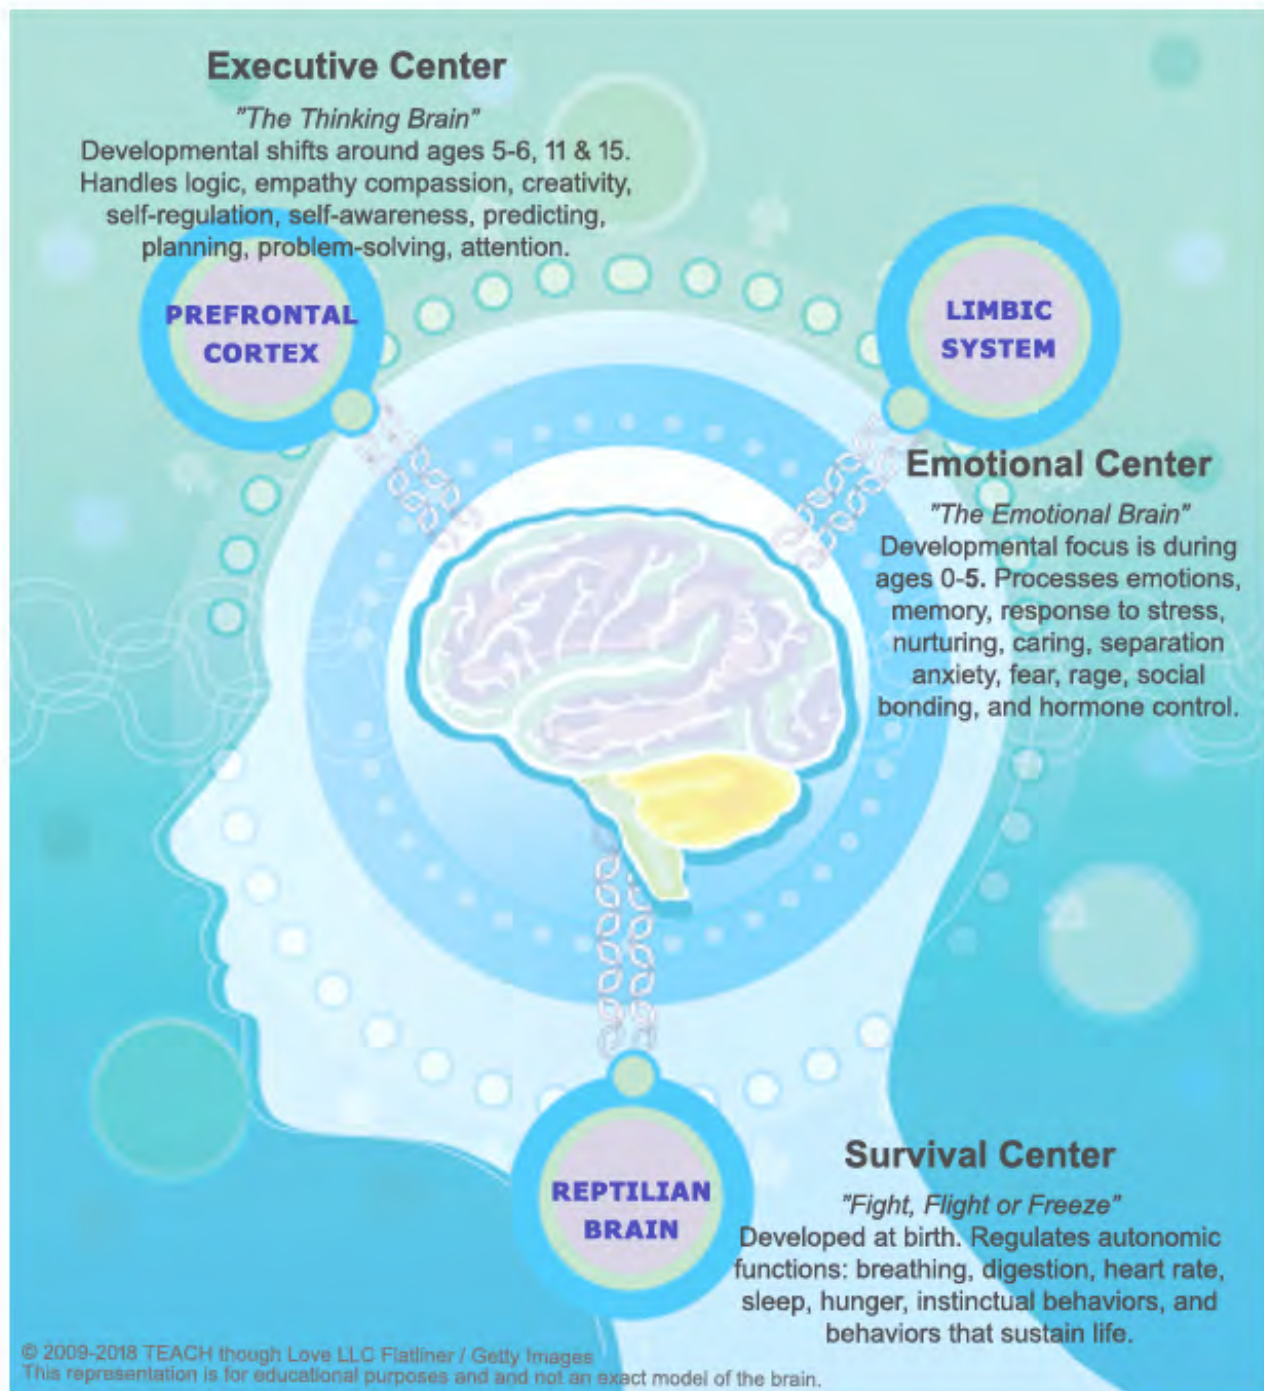 Executive Center
"The Thinking Brain"
Developmental shifts around ages 5-6, 11 & 15.
Handles logic, empathy compassion, creativity,
self-regulation, self-awareness, predicting,
planning, problem-solving, attention.
PREFRONTAL
CORTEX
LIMBIC
SYSTEM
Emotional Center
"The Emotional Brain"
Developmental focus is during
ages 0-5. Processes emotions,
memory, response to stress,
nurturing, caring, separation
anxiety, fear, rage, social
bonding, and hormone control.
REPTILIAN
BRAIN
Survival Center
"Fight, Flight or Freeze"
Developed at birth. Regulates autonomic
functions: breathing, digestion, heart rate,
sleep, hunger, instinctual behaviors, and
behaviors that sustain life.
© 2009-2018 TEACH though Love LLC Flatliner / Getty Images
This representation is for educational purposes and and not an exact model of the brain.